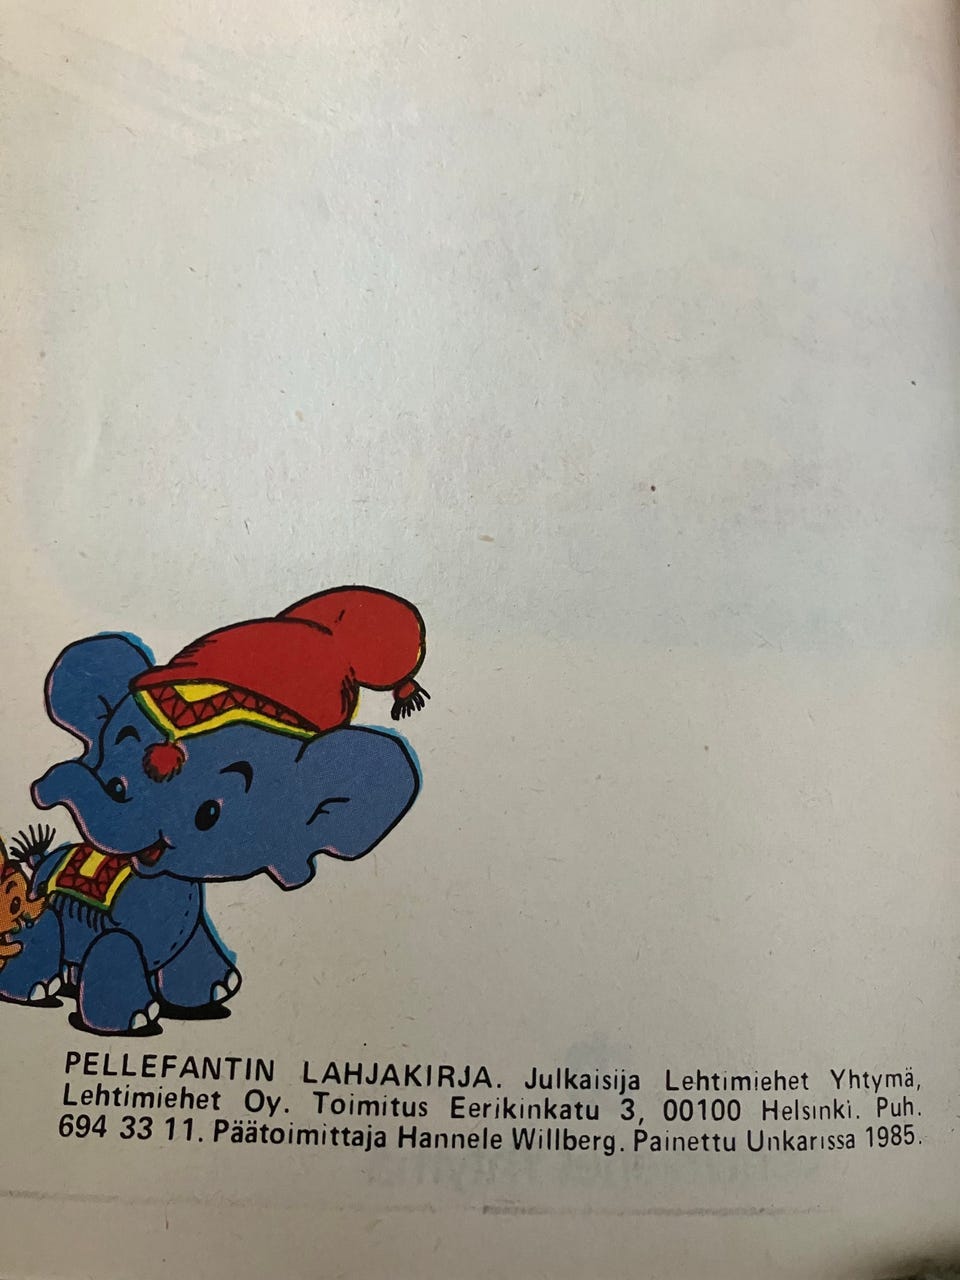 PELLEFANTIN LAHJAKIRJA. Julkaisija Lehtimiehet Yhtymä,
Lehtimiehet Oy. Toimitus Eerikinkatu 3, 00100 Helsinki. Puh.
694 33 11. Päätoimittaja Hannele Willberg. Painettu Unkarissa 1985.